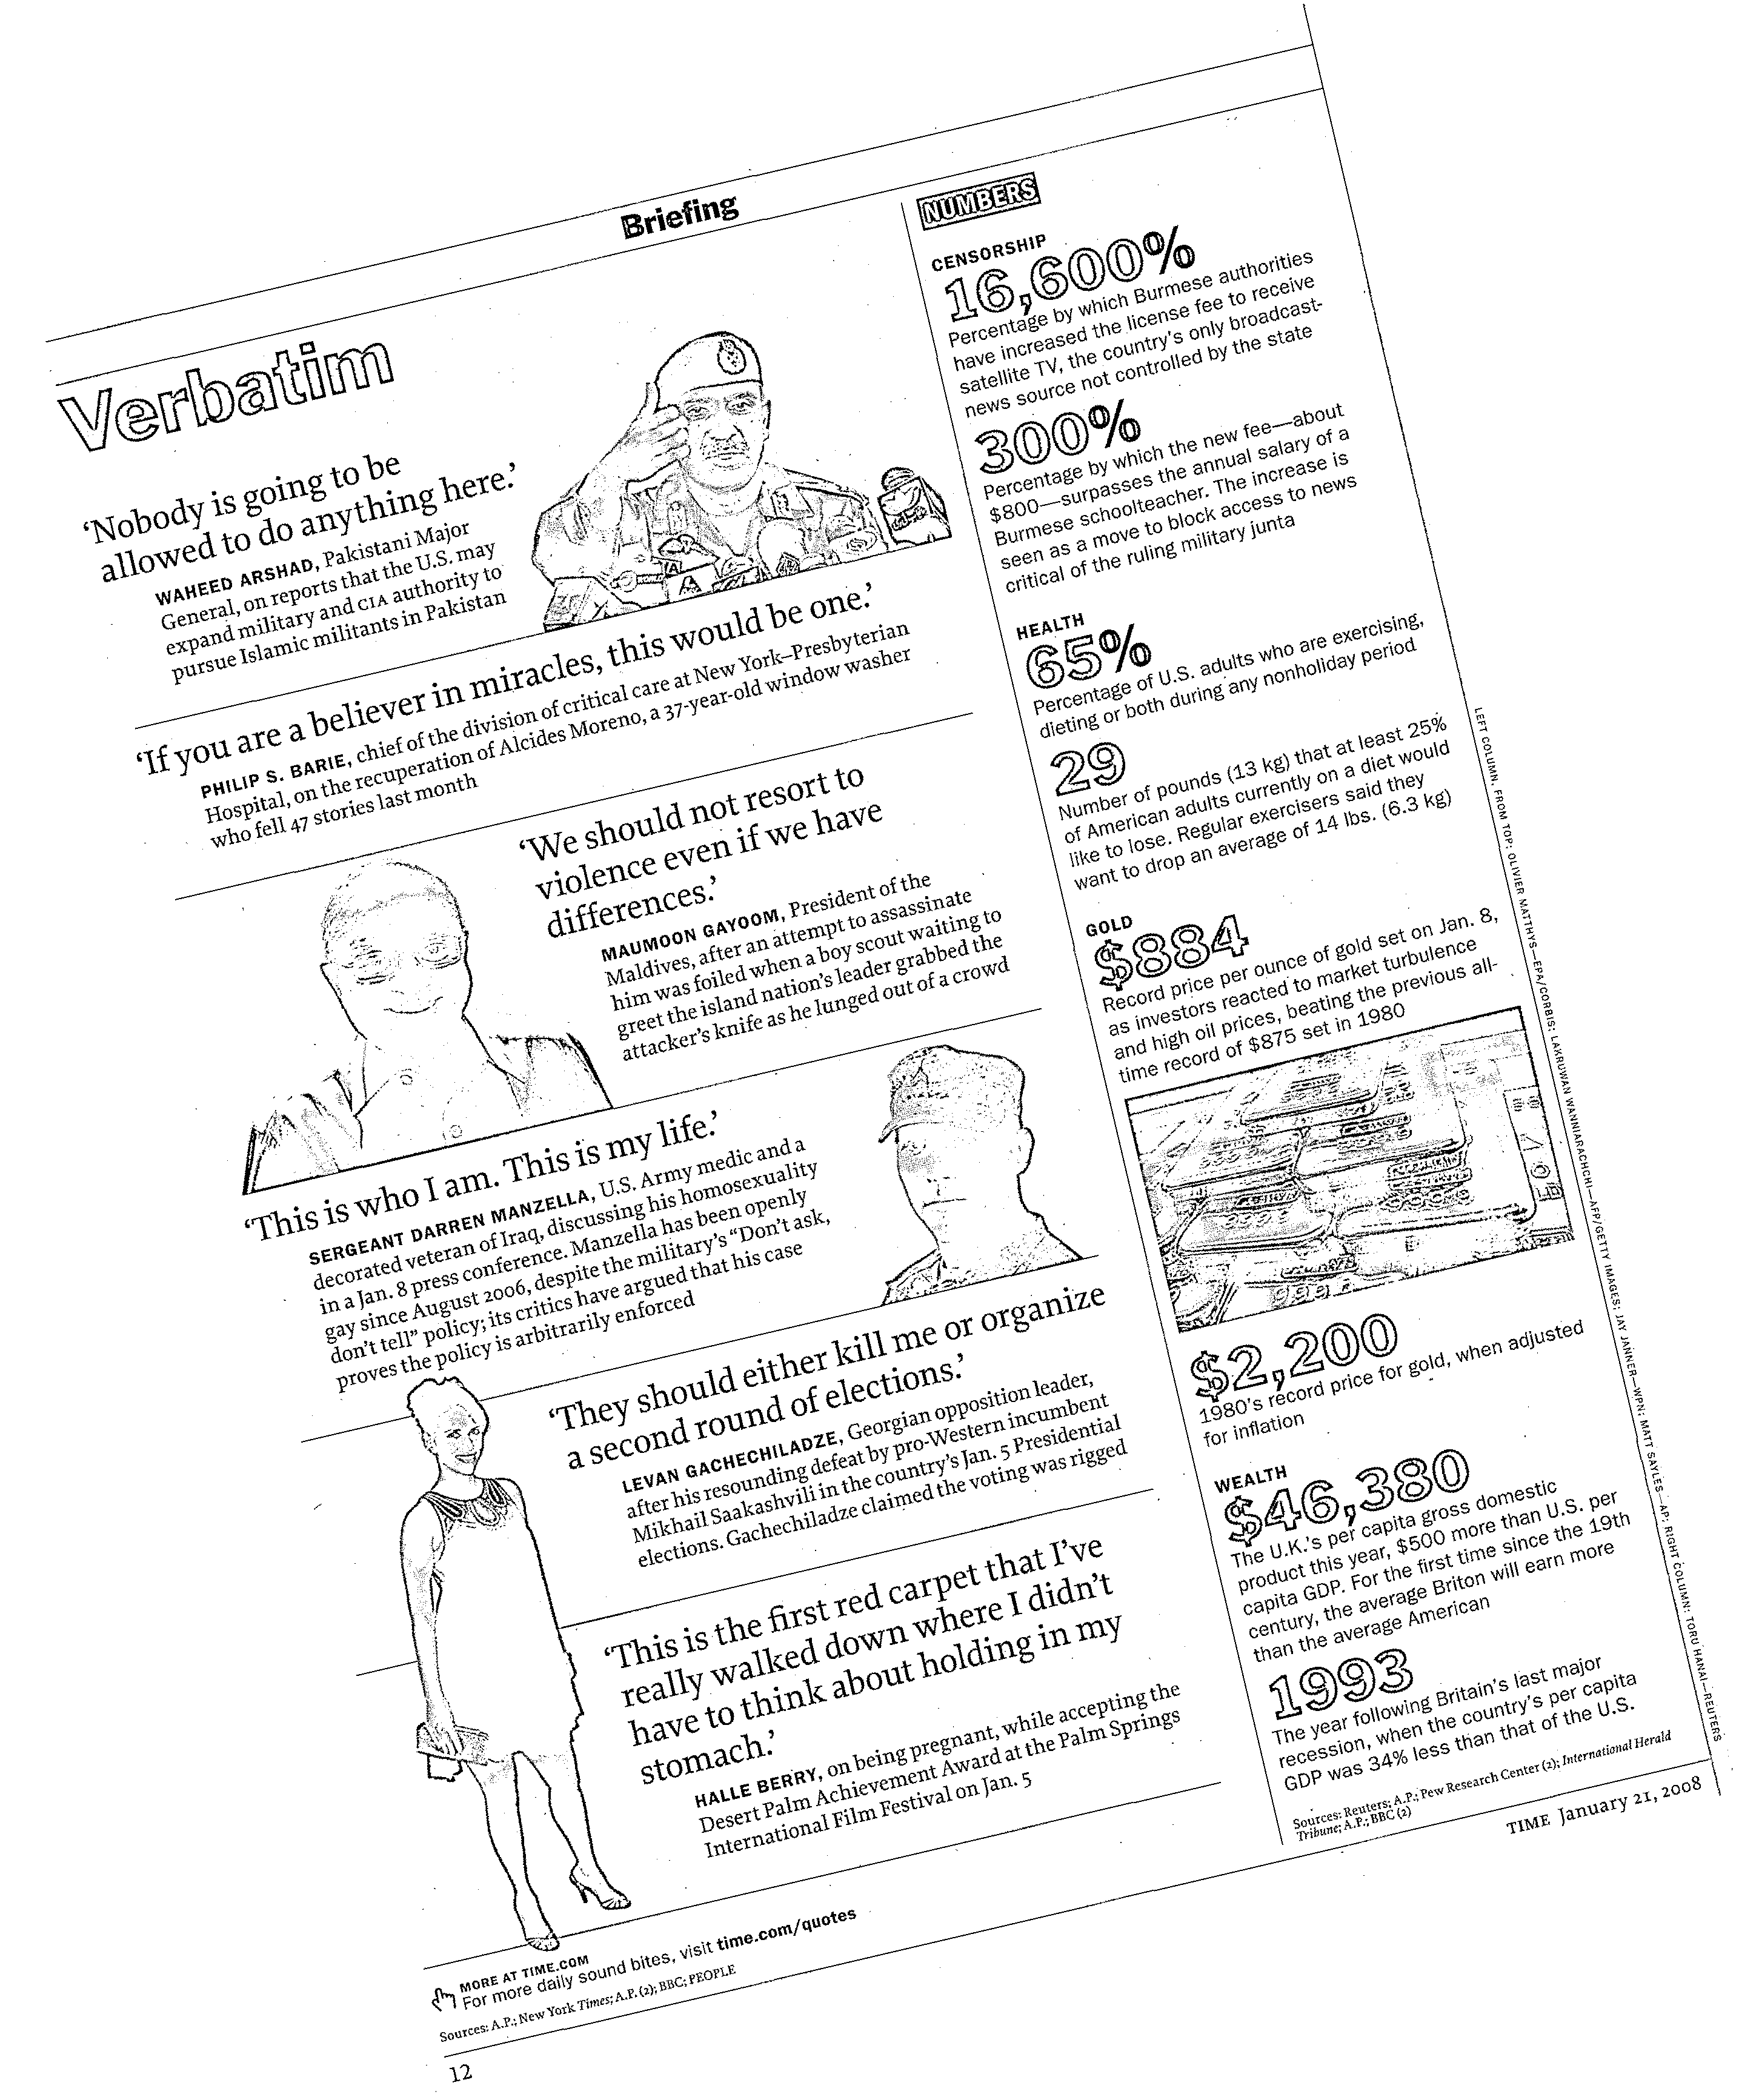 Briefing
Verbatim
‘Nobody is going to be
allowed to do anything here.’
WAHEED ARSHAD, Pakistani Major
General, on reports that the U.S. may
expand military and CIA authority to
pursue Islamic militants in Pakistan
‘If you are a believer in miracles, this would be one.’
PHILIP S. BARIE, chief of the division of critical care at New York–Presbyterian
Hospital, on the recuperation of Alcides Moreno, a 37-year-old window washer
who fell 47 stories last month
‘We should not resort to
violence even if we have
differences.’
MAUMOON GAYOOM, President of the
Maldives, after an attempt to assassinate
him was foiled when a boy scout waiting to
greet the island nation's leader grabbed the
attacker's knife as he lunged out of a crowd
‘This is who I am. This is my life.’
SERGEANT DARREN MANZELLA, U.S. Army medic and a
decorated veteran of Iraq, discussing his homosexuality
in a Jan. 8 press conference. Manzella has been openly
gay since August 2006, despite the military's “Don't ask,
don't tell” policy; its critics have argued that his case
proves the policy is arbitrarily enforced
‘They should either kill me or organize
a second round of elections.’
LEVAN GACHECHILADZE, Georgian opposition leader,
after his resounding defeat by pro-Western incumbent
Mikhail Saakashvili in the country's Jan. 5 Presidential
elections. Gachechiladze claimed the voting was rigged
‘This is the first red carpet that I've
really walked down where I didn't
have to think about holding in my
stomach.’
HALLE BERRY, on being pregnant, while accepting the
Desert Palm Achievement Award at the Palm Springs
International Film Festival on Jan. 5
MORE AT TIME.COM
For more daily sound bites, visit time.com/quotes
Sources: A.P.; New York Times; A.P. (2); BBC; PEOPLE
12
NUMBERS
CENSORSHIP
16,600%
Percentage by which Burmese authorities
have increased the license fee to receive
satellite TV, the country's only broadcast-
news source not controlled by the state
300%
Percentage by which the new fee—about
$800—surpasses the annual salary of a
Burmese schoolteacher. The increase is
seen as a move to block access to news
critical of the ruling military junta
HEALTH
65%
Percentage of U.S. adults who are exercising,
dieting or both during any nonholiday period
29
Number of pounds (13 kg) that at least 25%
of American adults currently on a diet would
like to lose. Regular exercisers said they
want to drop an average of 14 lbs. (6.3 kg)
GOLD
$884
Record price per ounce of gold set on Jan. 8,
as investors reacted to market turbulence
and high oil prices, beating the previous all-
time record of $875 set in 1980
$2,200
1980's record price for gold, when adjusted
for inflation
WEALTH
$46,380
The U.K.'s per capita gross domestic
product this year, $500 more than U.S. per
capita GDP. For the first time since the 19th
century, the average Briton will earn more
than the average American
1993
The year following Britain's last major
recession, when the country's per capita
GDP was 34% less than that of the U.S.
Sources: Reuters; A.P.; Pew Research Center (2); International Herald
Tribune; A.P.; BBC (2)
TIME January 21, 2008
LEFT COLUMN, FROM TOP: OLIVIER MATTHYS—EPA/CORBIS; LAKRUWAN WANNIARACHCHI—AFP/GETTY IMAGES; JAY JANNER—WPN; MATT SAYLES—AP; RIGHT COLUMN: TORU HANAI—REUTERS